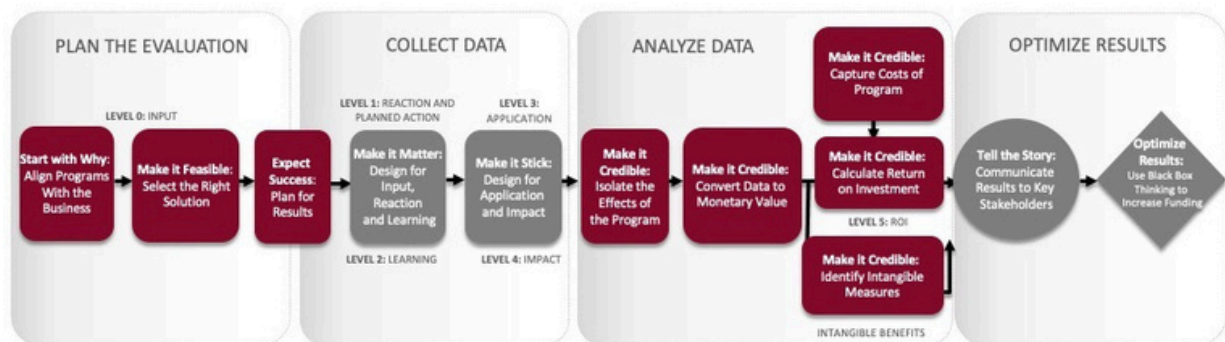 PLAN THE EVALUATION
LEVEL 0: INPUT
Start with Why:
Align Programs
With the
Business
Make it Feasible:
Select the Right
Solution
Expect
Success:
Plan for
Results
COLLECT DATA
LEVEL 1: REACTION AND
PLANNED ACTION
Make it Matter:
Design for
Input,
Reaction
and Learning
LEVEL 2: LEARNING
LEVEL 3:
APPLICATION
Make it Stick:
Design for
Application
and Impact
LEVEL 4: IMPACT
ANALYZE DATA
Make it
Credible:
Isolate the
Effects of
the Program
Make it Credible:
Convert Data to
Monetary Value
Make it Credible:
Capture Costs of
Program
Make it Credible:
Calculate Return
on Investment
LEVEL 5: ROI
Make it Credible:
Identify Intangible
Measures
INTANGIBLE BENEFITS
OPTIMIZE RESULTS
Tell the Story:
Communicate
Results to Key
Stakeholders
Optimize
Results:
Use Black Box
Thinking to
Increase Funding